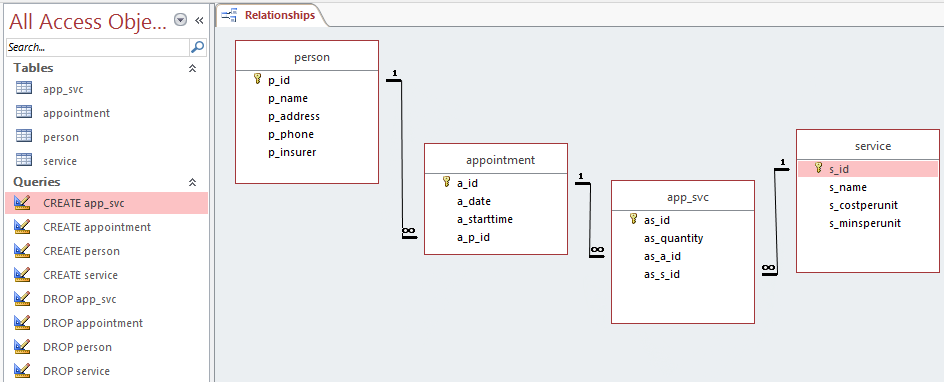 All Access Obje...
Search...
Tables
app_svc
appointment
person
service
Queries
CREATE app_svc
CREATE appointment
CREATE person
CREATE service
DROP app_svc
DROP appointment
DROP person
DROP service
Relationships
person
p_id
p_name
p_address
p_phone
p_insurer
1
∞
appointment
a_id
a_date
a_starttime
a_p_id
1
∞
app_svc
as_id
as_quantity
as_a_id
as_s_id
1
∞
service
s_id
s_name
s_costperunit
s_minsperunit